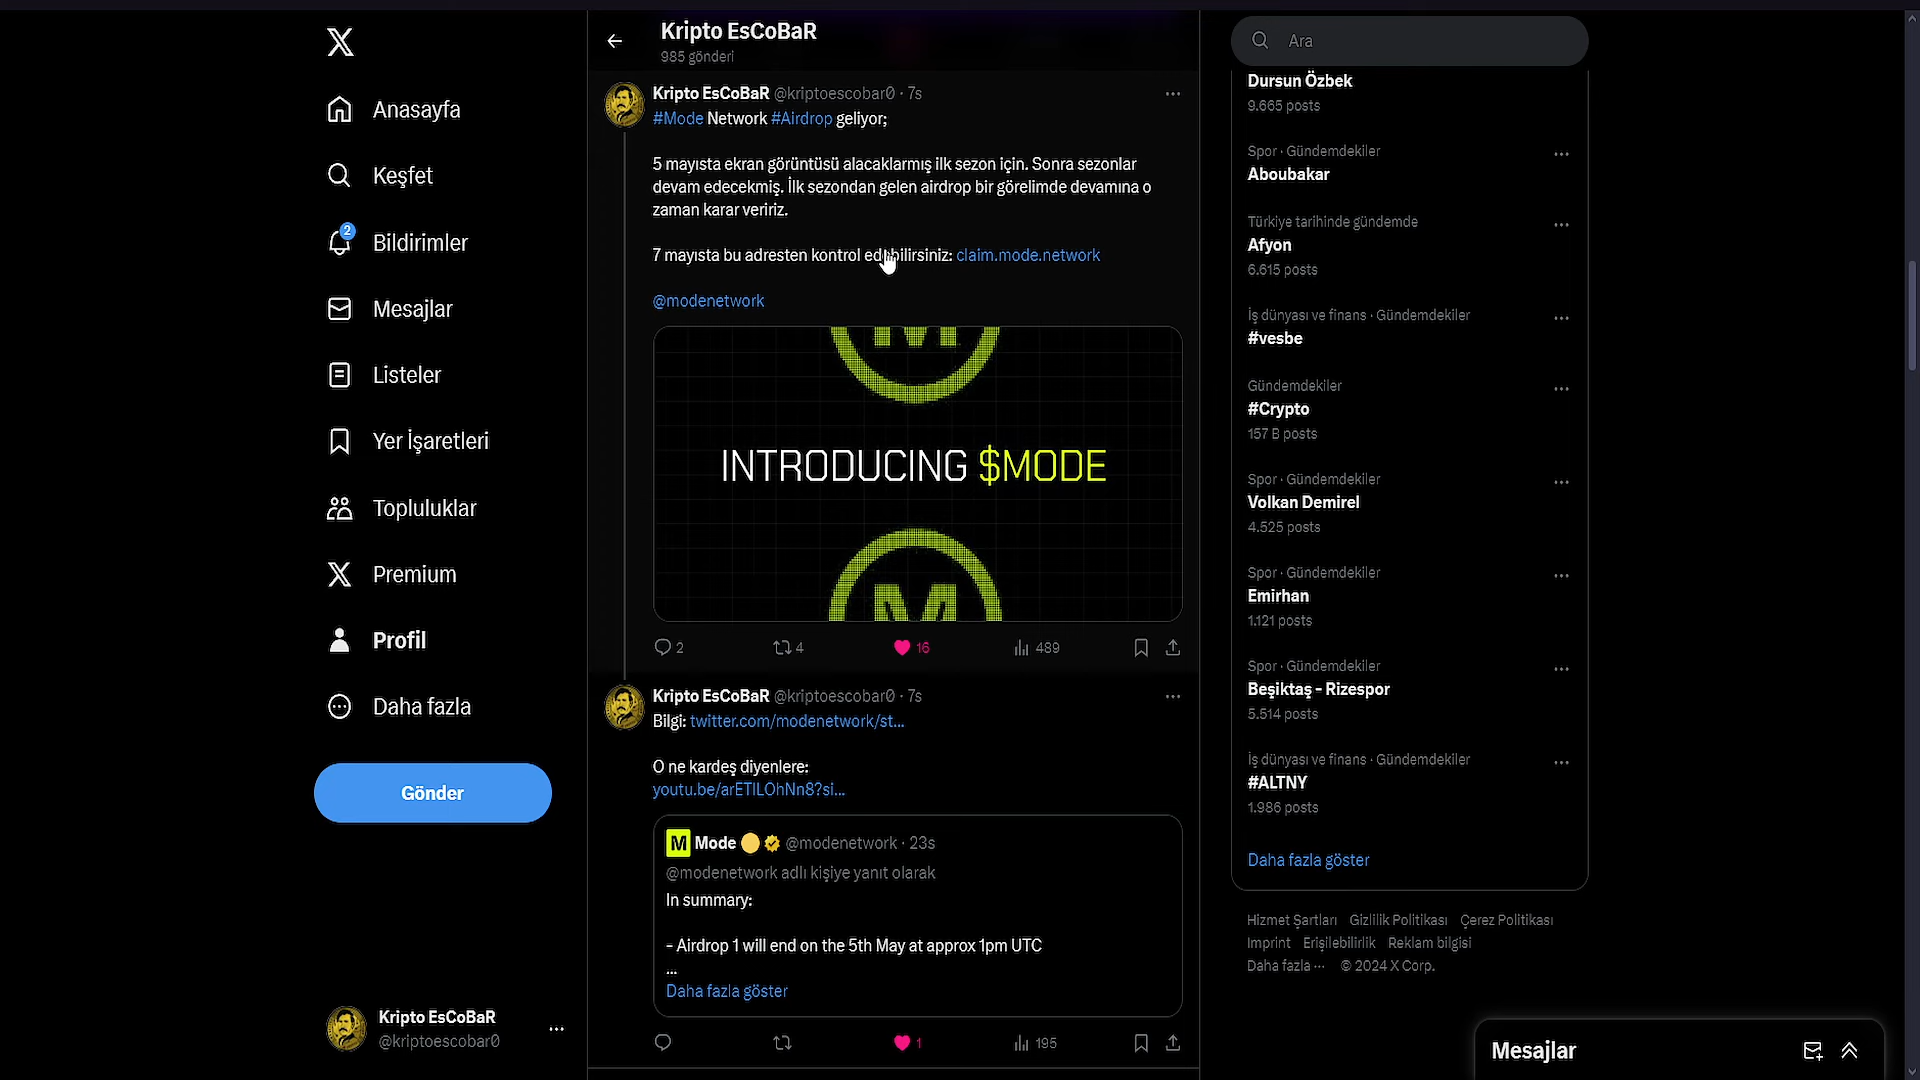 Anasayfa
Keşfet
2
Bildirimler
Mesajlar
Listeler
Yer İşaretleri
Topluluklar
Premium
Profil
Daha fazla
Gönder
Kripto EsCoBaR
@kriptoescobar0
Kripto EsCoBaR
985 gönderi
Kripto EsCoBaR @kriptoescobar0 · 7s
#Mode Network #Airdrop geliyor;
5 mayısta ekran görüntüsü alacaklarmış ilk sezon için. Sonra sezonlar
devam edecekmiş. İlk sezondan gelen airdrop bir görelimde devamına o
zaman karar veririz.
7 mayısta bu adresten kontrol edebilirsiniz: claim.mode.network
@modenetwork
M
INTRODUCING $MODE
M
2 4 16 489
Kripto EsCoBaR @kriptoescobar0 · 7s
Bilgi: twitter.com/modenetwork/st...
O ne kardeş diyenlere:
youtu.be/arETILOhNn8?si...
M Mode @modenetwork · 23s
@modenetwork adlı kişiye yanıt olarak
In summary:
- Airdrop 1 will end on the 5th May at approx 1pm UTC
...
Daha fazla göster
1 195
Ara
Dursun Özbek
9.665 posts
Spor · Gündemdekiler
Aboubakar
Türkiye tarihinde gündemde
Afyon
6.615 posts
İş dünyası ve finans · Gündemdekiler
#vesbe
Gündemdekiler
#Crypto
157 B posts
Spor · Gündemdekiler
Volkan Demirel
4.525 posts
Spor · Gündemdekiler
Emirhan
1.121 posts
Spor · Gündemdekiler
Beşiktaş - Rizespor
5.514 posts
İş dünyası ve finans · Gündemdekiler
#ALTNY
1.986 posts
Daha fazla göster
Hizmet Şartları Gizlilik Politikası Çerez Politikası
Imprint Erişilebilirlik Reklam bilgisi
Daha fazla ··· © 2024 X Corp.
Mesajlar